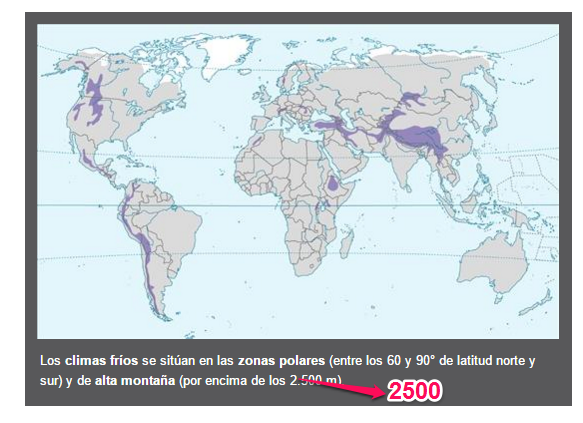 Los climas fríos se sitúan en las zonas polares (entre los 60 y 90° de latitud norte y
sur) y de alta montaña (por encima de los 2.500 m)
2500